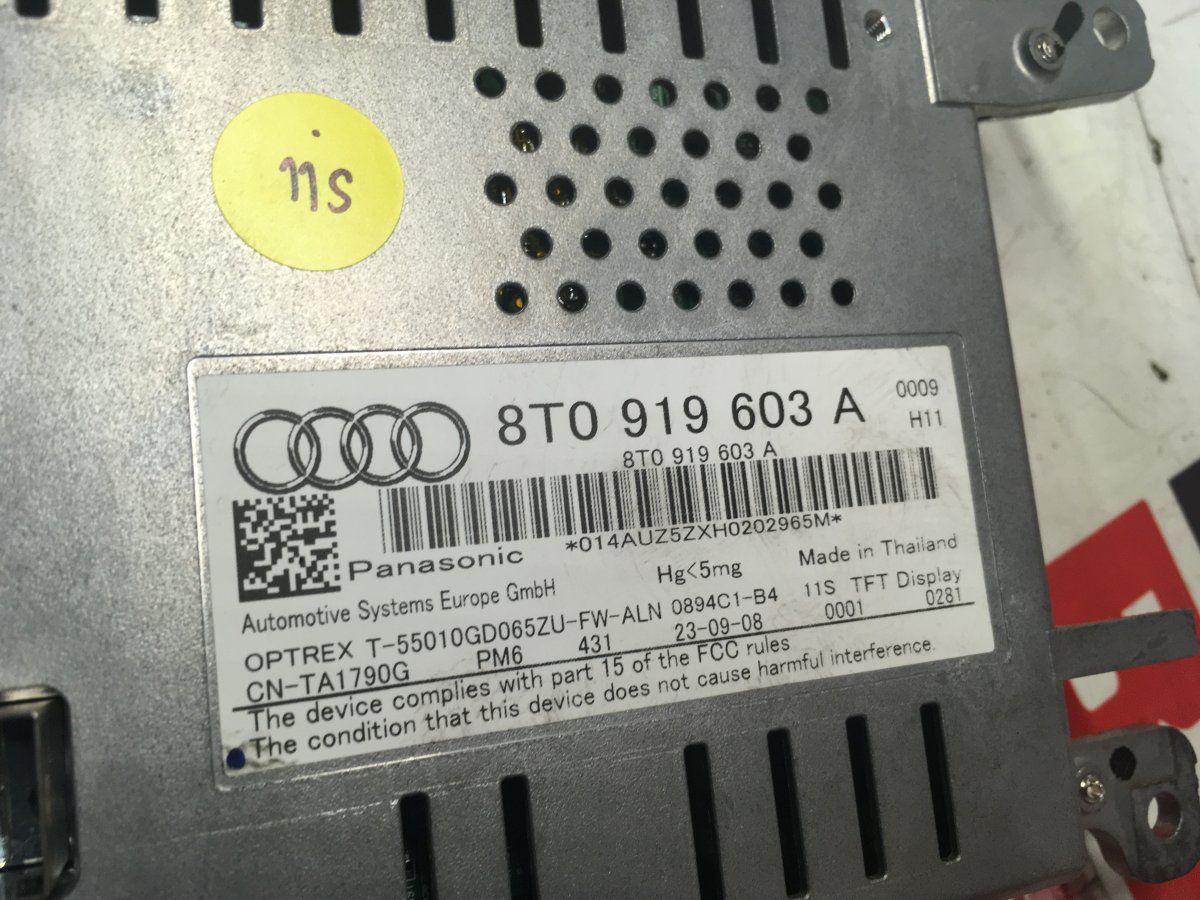 11S
8T0 919 603 A
0009
H11
8T0 919 603 A
*014AUZ5ZXH0202965M*
Panasonic
Automotive Systems Europe GmbH
Hg<5mg
Made in Thailand
OPTREX T-55010GD065ZU-FW-ALN 0894C1-B4 11S TFT Display
CN-TA1790G PM6 431 23-09-08 0001 0281
The device complies with part 15 of the FCC rules
The condition that this device does not cause harmful interference.